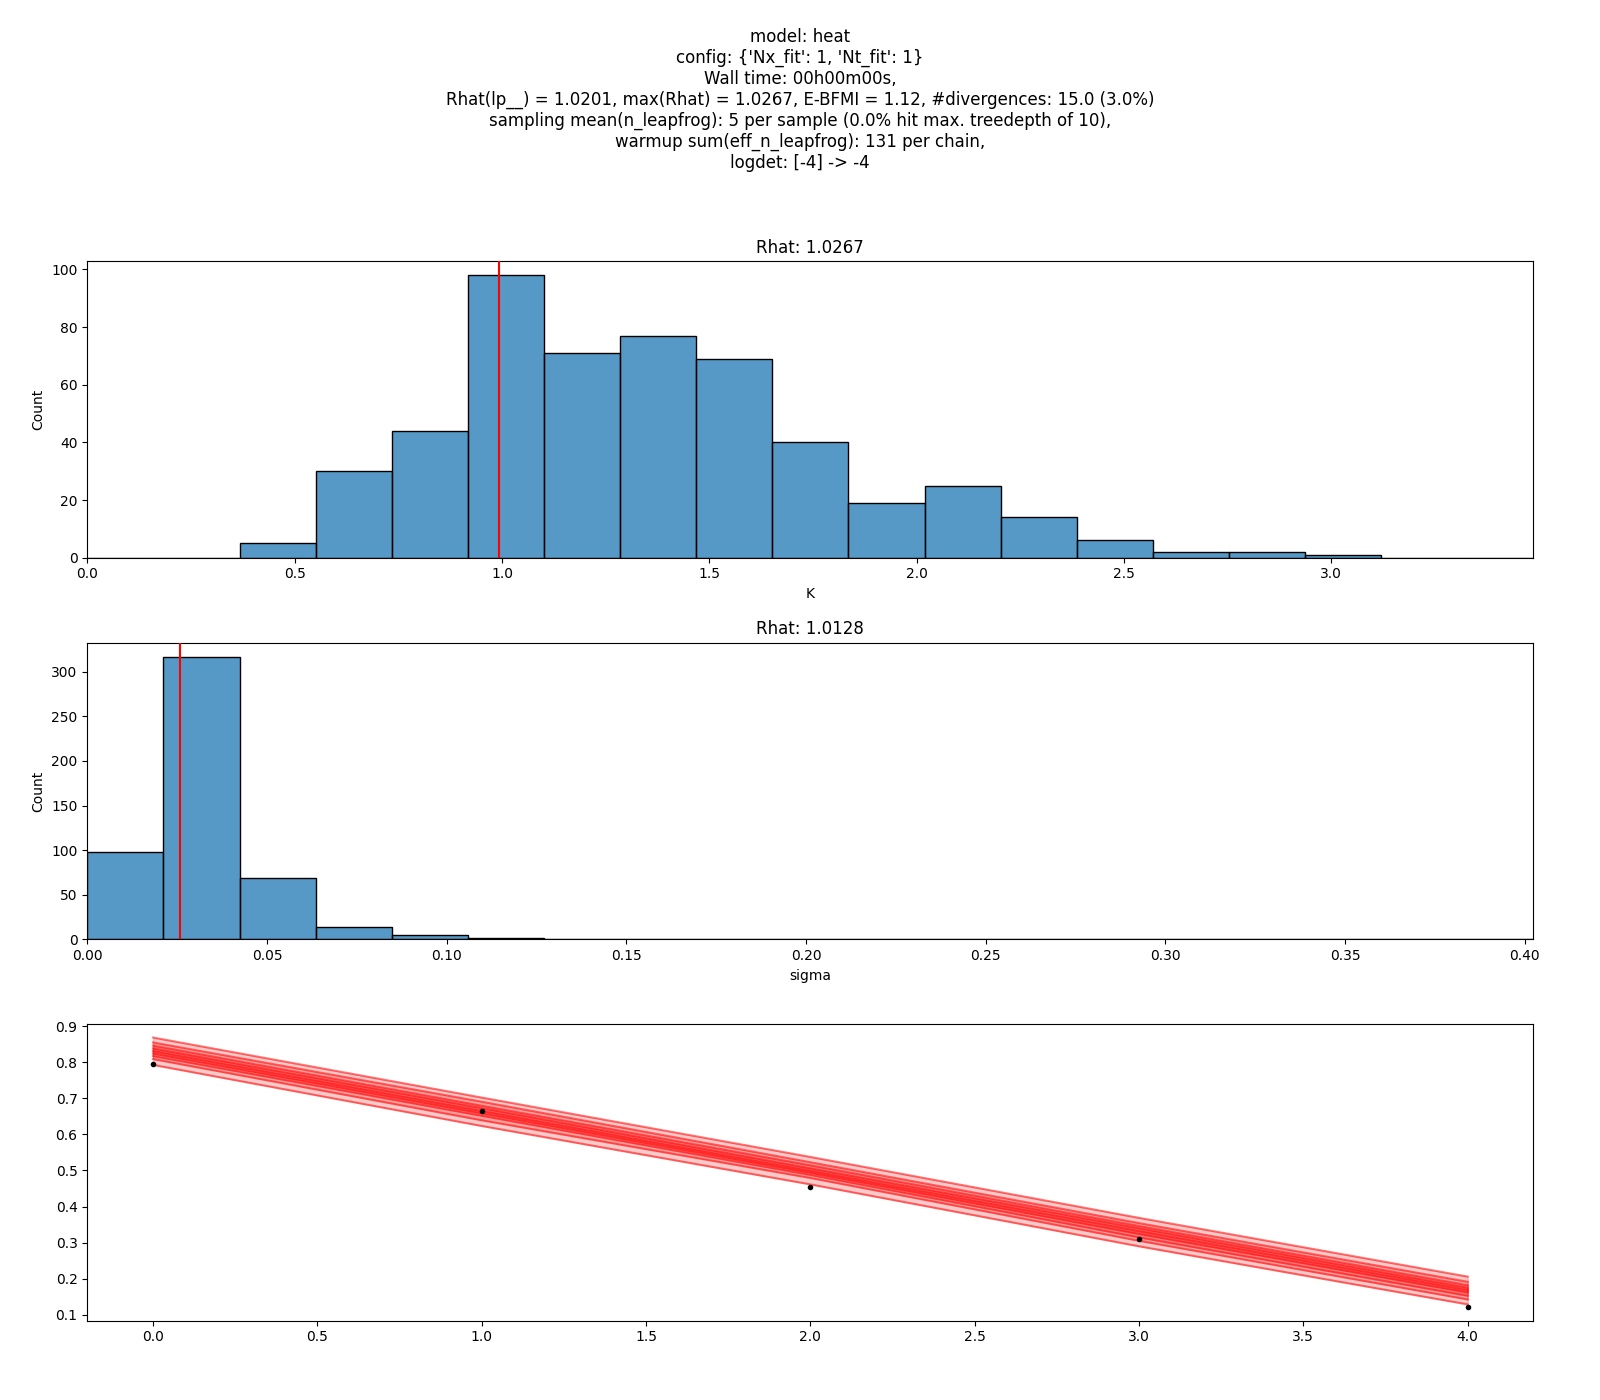 model: heat
config: {'Nx_fit': 1, 'Nt_fit': 1}
Wall time: 00h00m00s,
Rhat(lp__) = 1.0201, max(Rhat) = 1.0267, E-BFMI = 1.12, #divergences: 15.0 (3.0%)
sampling mean(n_leapfrog): 5 per sample (0.0% hit max. treedepth of 10),
warmup sum(eff_n_leapfrog): 131 per chain,
logdet: [-4] -> -4
Rhat: 1.0267
100
80
60
40
20
0
Count
0.0 0.5 1.0 1.5 2.0 2.5 3.0
K
Rhat: 1.0128
300
250
200
150
100
50
0
Count
0.00 0.05 0.10 0.15 0.20 0.25 0.30 0.35 0.40
sigma
0.9
0.8
0.7
0.6
0.5
0.4
0.3
0.2
0.1
0.0 0.5 1.0 1.5 2.0 2.5 3.0 3.5 4.0